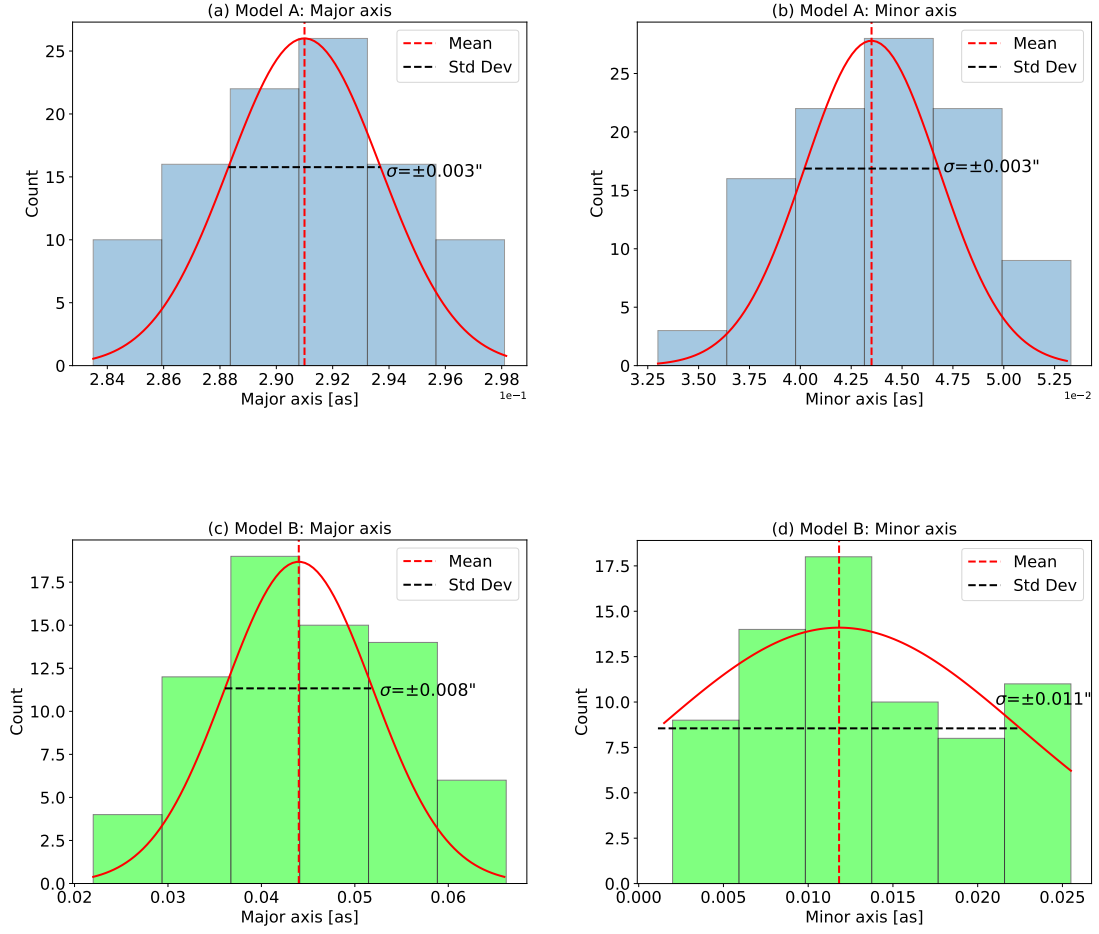 (a) Model A: Major axis
Count
25
20
15
10
5
0
Mean
Std Dev
σ=±0.003"
2.84 2.86 2.88 2.90 2.92 2.94 2.96 2.98
Major axis [as]
1e−1
(b) Model A: Minor axis
Count
25
20
15
10
5
0
Mean
Std Dev
σ=±0.003"
3.25 3.50 3.75 4.00 4.25 4.50 4.75 5.00 5.25
Minor axis [as]
1e−2
(c) Model B: Major axis
Count
17.5
15.0
12.5
10.0
7.5
5.0
2.5
0.0
Mean
Std Dev
σ=±0.008"
0.02 0.03 0.04 0.05 0.06
Major axis [as]
(d) Model B: Minor axis
Count
17.5
15.0
12.5
10.0
7.5
5.0
2.5
0.0
Mean
Std Dev
σ=±0.011"
0.000 0.005 0.010 0.015 0.020 0.025
Minor axis [as]